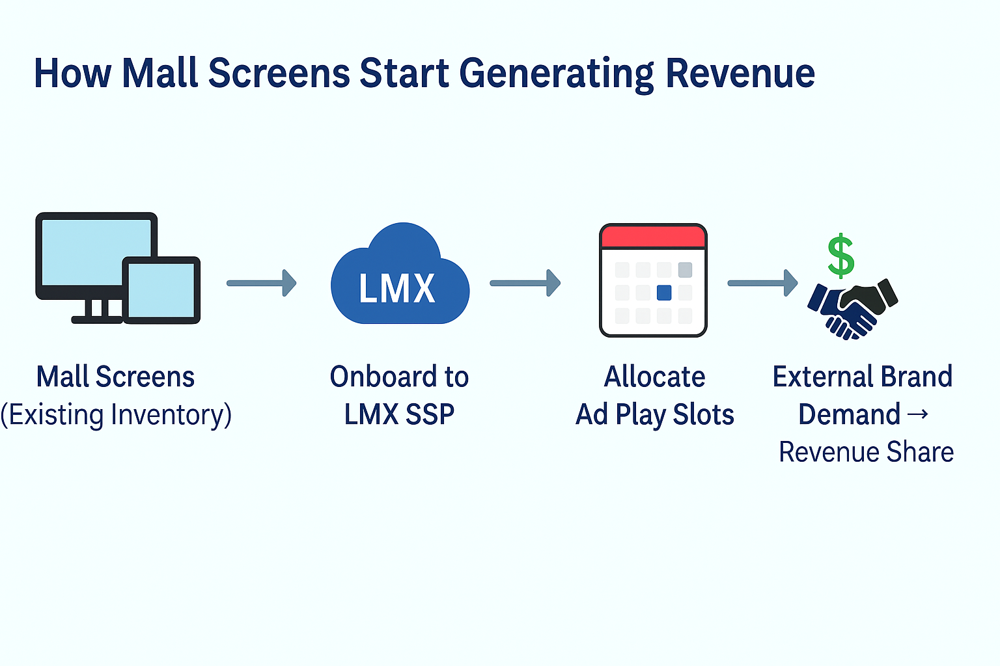 How Mall Screens Start Generating Revenue
LMX
Mall Screens
(Existing Inventory)
Onboard to
LMX SSP
Allocate
Ad Play Slots
$
External Brand
Demand →
Revenue Share